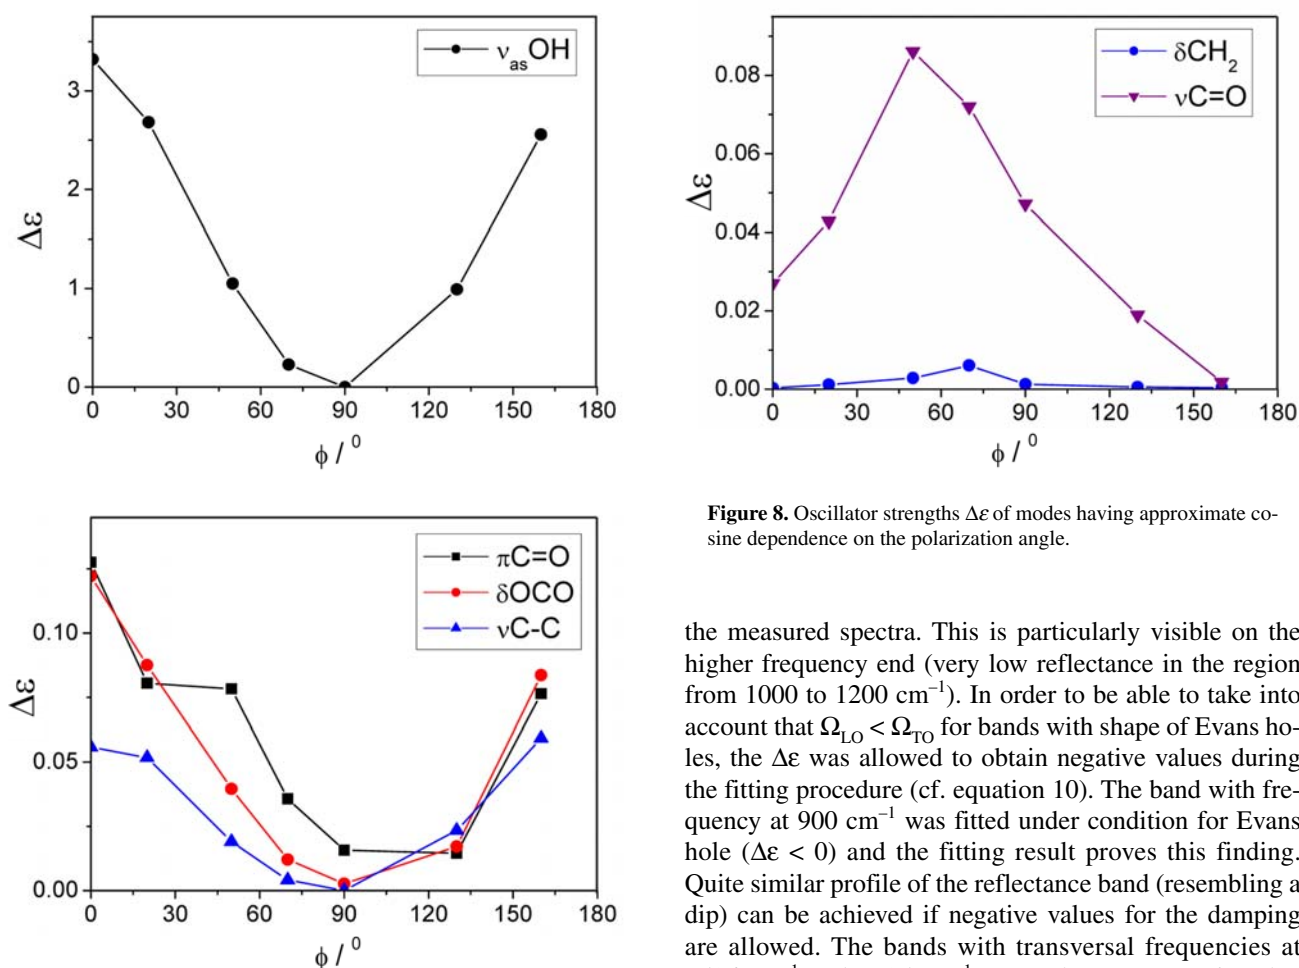 ν_as OH
3
2
1
0
Δε
0 30 60 90 120 150 180
ϕ / ⁰
πC=O
δOCO
νC-C
0.10
0.05
0.00
Δε
0 30 60 90 120 150 180
ϕ / ⁰
δCH₂
νC=O
0.08
0.06
0.04
0.02
0.00
Δε
0 30 60 90 120 150 180
ϕ / ⁰
Figure 8. Oscillator strengths Δε of modes having approximate co-
sine dependence on the polarization angle.
the measured spectra. This is particularly visible on the
higher frequency end (very low reflectance in the region
from 1000 to 1200 cm⁻¹). In order to be able to take into
account that Ω_LO < Ω_TO for bands with shape of Evans ho-
les, the Δε was allowed to obtain negative values during
the fitting procedure (cf. equation 10). The band with fre-
quency at 900 cm⁻¹ was fitted under condition for Evans
hole (Δε < 0) and the fitting result proves this finding.
Quite similar profile of the reflectance band (resembling a
dip) can be achieved if negative values for the damping
are allowed. The bands with transversal frequencies at